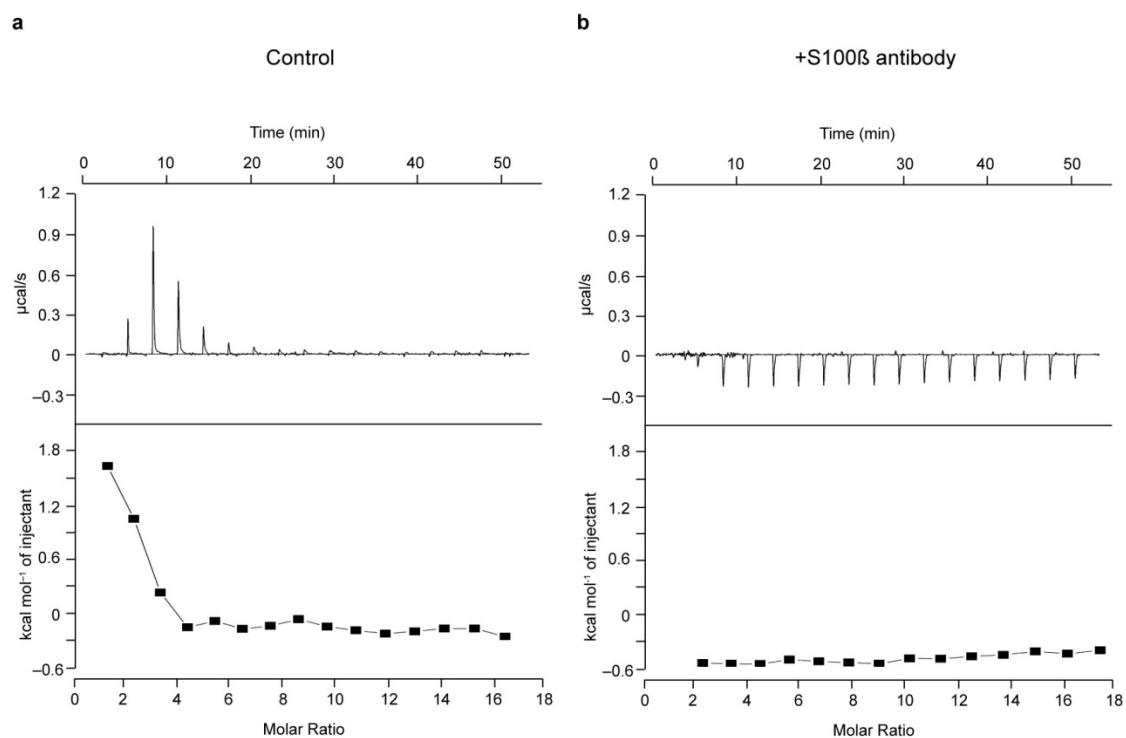 a
Control
Time (min)
0 10 20 30 40 50
1.2
0.9
0.6
0.3
0
–0.3
µcal/s
1.8
1.2
0.6
0
–0.6
kcal mol⁻¹ of injectant
0 2 4 6 8 10 12 14 16 18
Molar Ratio
b
+S100ß antibody
Time (min)
0 10 20 30 40 50
1.2
0.9
0.6
0.3
0
–0.3
µcal/s
1.8
1.2
0.6
0
–0.6
kcal mol⁻¹ of injectant
0 2 4 6 8 10 12 14 16 18
Molar Ratio